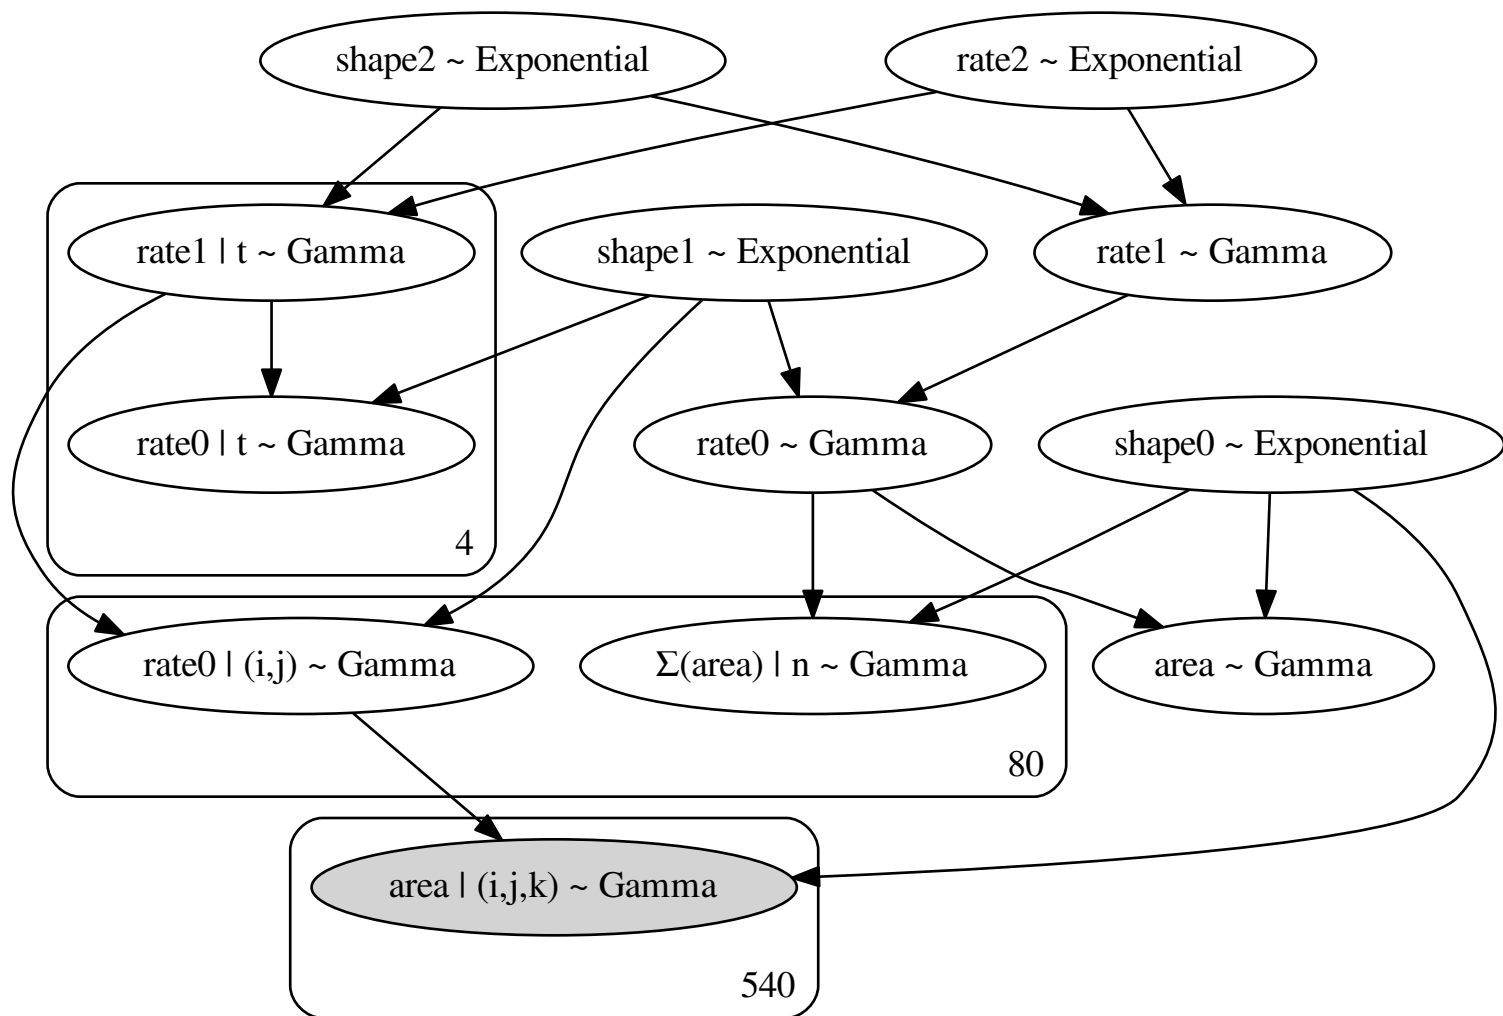 shape2 ~ Exponential
rate2 ~ Exponential
rate1 | t ~ Gamma
shape1 ~ Exponential
rate1 ~ Gamma
rate0 | t ~ Gamma
rate0 ~ Gamma
shape0 ~ Exponential
4
rate0 | (i,j) ~ Gamma
Σ(area) | n ~ Gamma
area ~ Gamma
80
area | (i,j,k) ~ Gamma
540